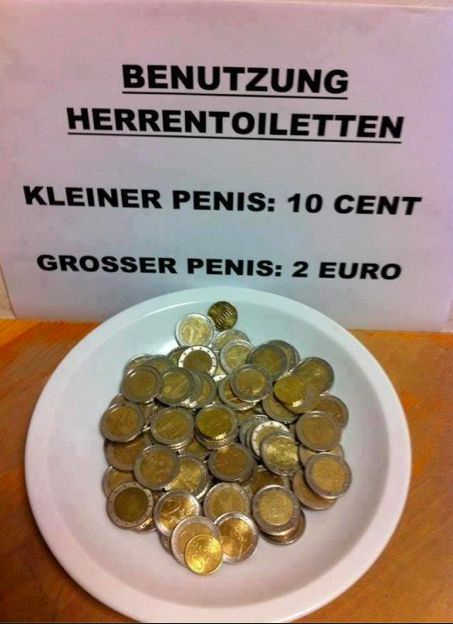 BENUTZUNG
HERRENTOILETTEN
KLEINER PENIS: 10 CENT
GROSSER PENIS: 2 EURO